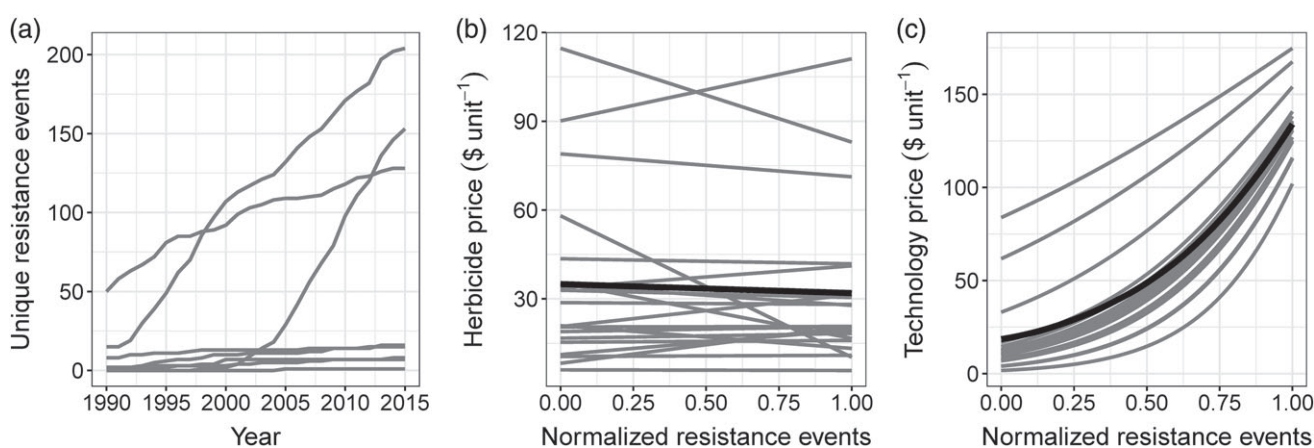 (a)
Unique resistance events
200
150
100
50
0
1990 1995 2000 2005 2010 2015
Year
(b)
Herbicide price ($ unit⁻¹)
120
90
60
30
0.00 0.25 0.50 0.75 1.00
Normalized resistance events
(c)
Technology price ($ unit⁻¹)
150
100
50
0
0.00 0.25 0.50 0.75 1.00
Normalized resistance events